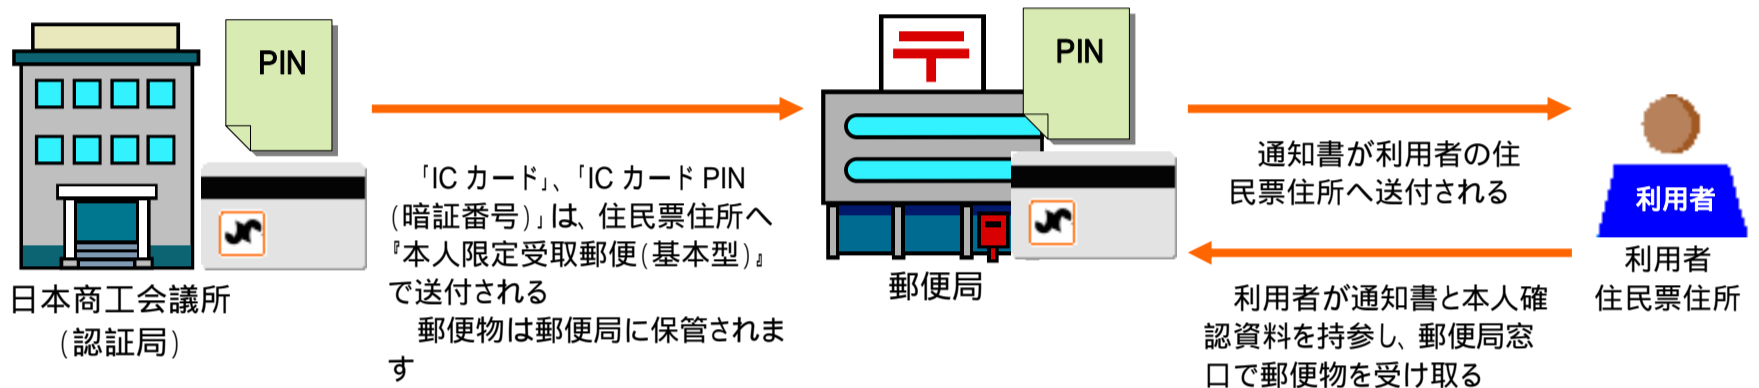 PIN
日本商工会議所
(認証局)
「IC カード」、「IC カード PIN
(暗証番号)」は、住民票住所へ
『本人限定受取郵便(基本型)』
で送付される
郵便物は郵便局に保管されま
す
PIN
郵便局
通知書が利用者の住
民票住所へ送付される
利用者が通知書と本人確
認資料を持参し、郵便局窓
口で郵便物を受け取る
利用者
利用者
住民票住所